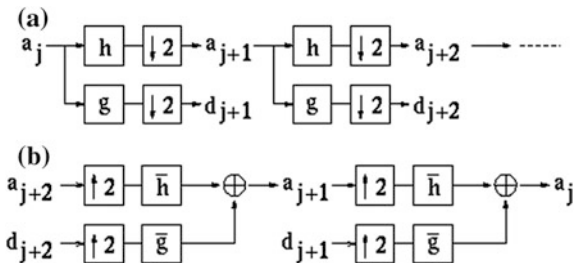 (a)
a_j h ↓2 a_{j+1} h ↓2 a_{j+2}
g ↓2 d_{j+1} g ↓2 d_{j+2}
(b)
a_{j+2} ↑2 h̅ a_{j+1} ↑2 h̅ a_j
d_{j+2} ↑2 g̅ d_{j+1} ↑2 g̅